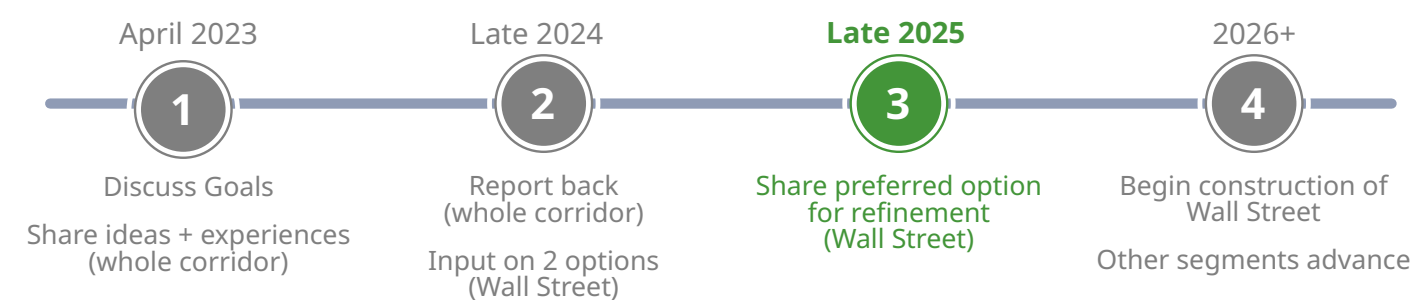 April 2023
1
Discuss Goals
Share ideas + experiences
(whole corridor)
Late 2024
2
Report back
(whole corridor)
Input on 2 options
(Wall Street)
Late 2025
3
Share preferred option
for refinement
(Wall Street)
2026+
4
Begin construction of
Wall Street
Other segments advance